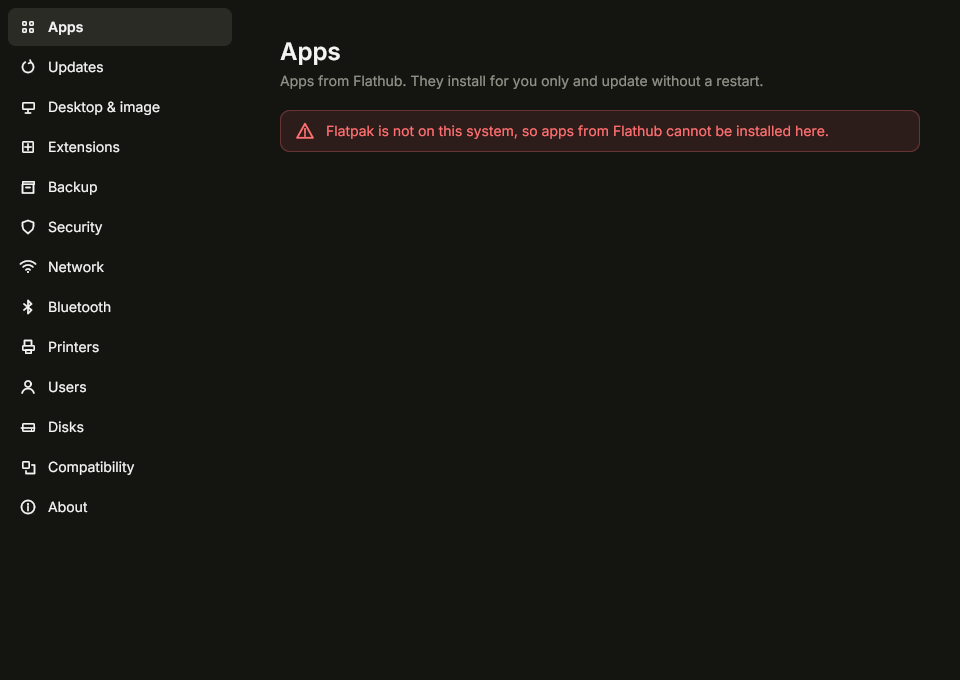 Apps
Updates
Desktop & image
Extensions
Backup
Security
Network
Bluetooth
Printers
Users
Disks
Compatibility
About
Apps
Apps from Flathub. They install for you only and update without a restart.
Flatpak is not on this system, so apps from Flathub cannot be installed here.